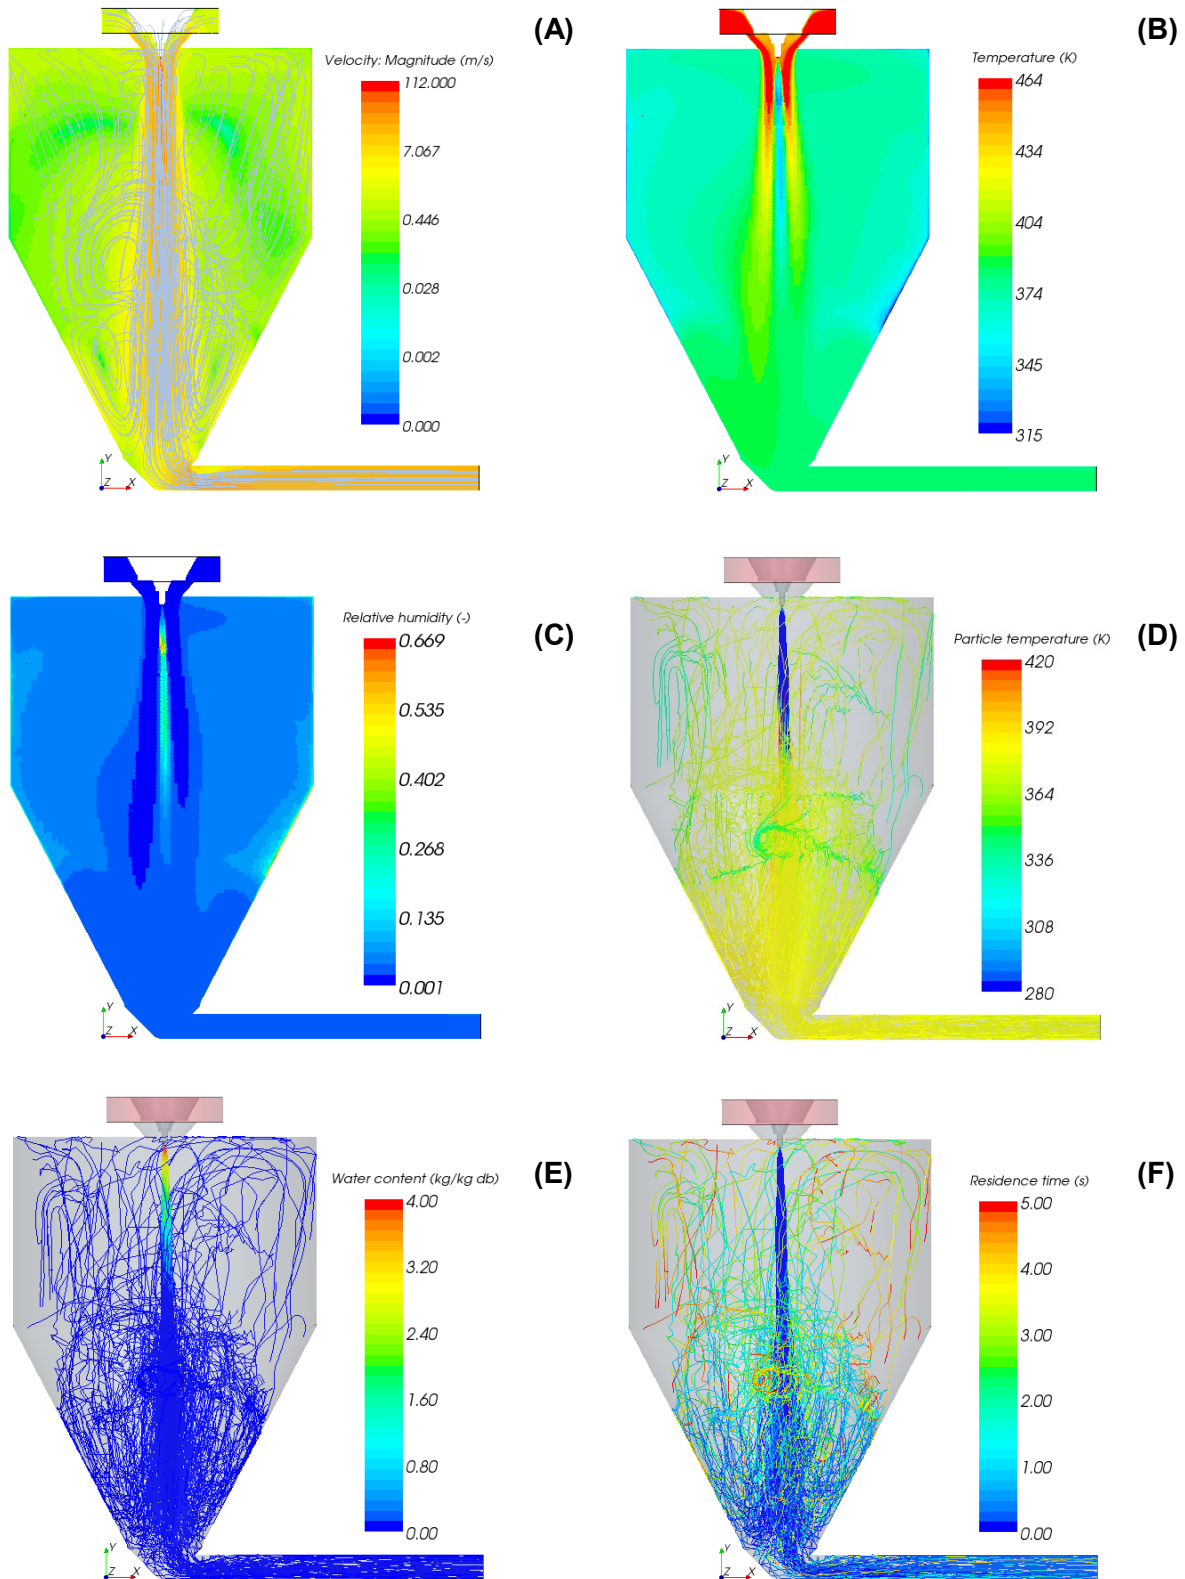 (A)
Velocity: Magnitude (m/s)
112.000
7.067
0.446
0.028
0.002
0.000
Y
Z
X
(B)
Temperature (K)
464
434
404
374
345
315
Y
Z
X
(C)
Relative humidity (-)
0.669
0.535
0.402
0.268
0.135
0.001
Y
Z
X
(D)
Particle temperature (K)
420
392
364
336
308
280
Y
Z
X
(E)
Water content (kg/kg db)
4.00
3.20
2.40
1.60
0.80
0.00
Y
Z
X
(F)
Residence time (s)
5.00
4.00
3.00
2.00
1.00
0.00
Y
Z
X